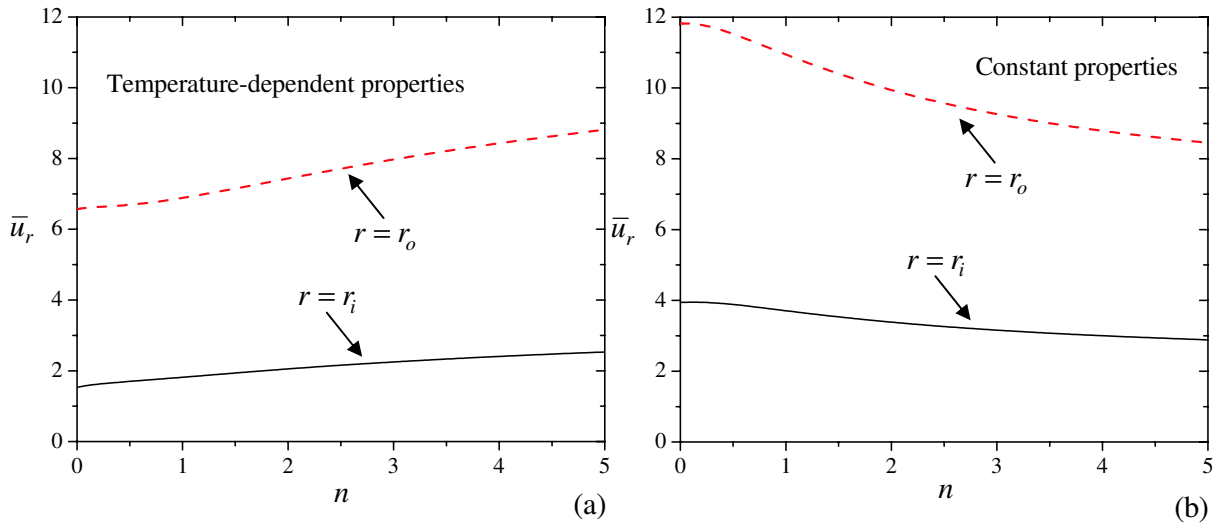 12
10
8
6
4
2
0
Temperature-dependent properties
r = r_o
r = r_i
ū_r
0 1 2 3 4 5
n
(a)
12
10
8
6
4
2
0
Constant properties
r = r_o
r = r_i
ū_r
0 1 2 3 4 5
n
(b)